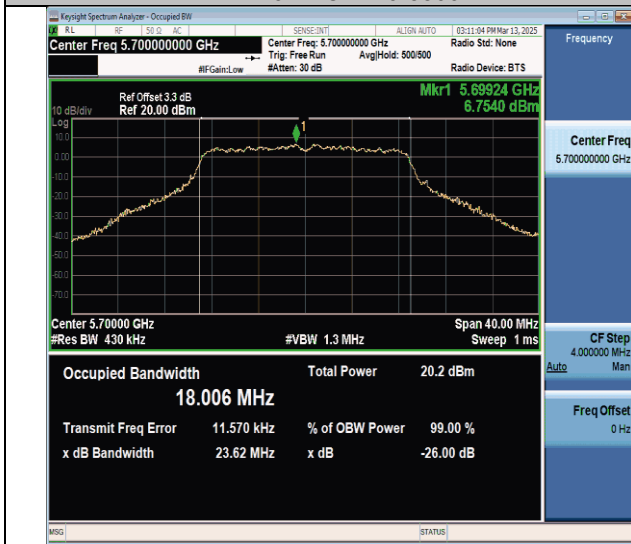 Keysight Spectrum Analyzer - Occupied BW
RL RF 50 Ω AC SENSE:INT ALIGN AUTO 03:11:04 PM Mar 13, 2025
Center Freq 5.700000000 GHz
Center Freq: 5.700000000 GHz Radio Std: None
Trig: Free Run Avg|Hold: 500/500
#IFGain:Low #Atten: 30 dB Radio Device: BTS
Frequency
Mkr1 5.69924 GHz
6.7540 dBm
Ref Offset 3.3 dB
10 dB/div Ref 20.00 dBm
Log
10.0
0.00
-10.0
-20.0
-30.0
-40.0
-50.0
-60.0
-70.0
1
Center 5.70000 GHz Span 40.00 MHz
#Res BW 430 kHz #VBW 1.3 MHz Sweep 1 ms
Occupied Bandwidth Total Power 20.2 dBm
18.006 MHz
Transmit Freq Error 11.570 kHz % of OBW Power 99.00 %
x dB Bandwidth 23.62 MHz x dB -26.00 dB
Center Freq
5.700000000 GHz
CF Step
4.000000 MHz
Auto Man
Freq Offset
0 Hz
MSG STATUS